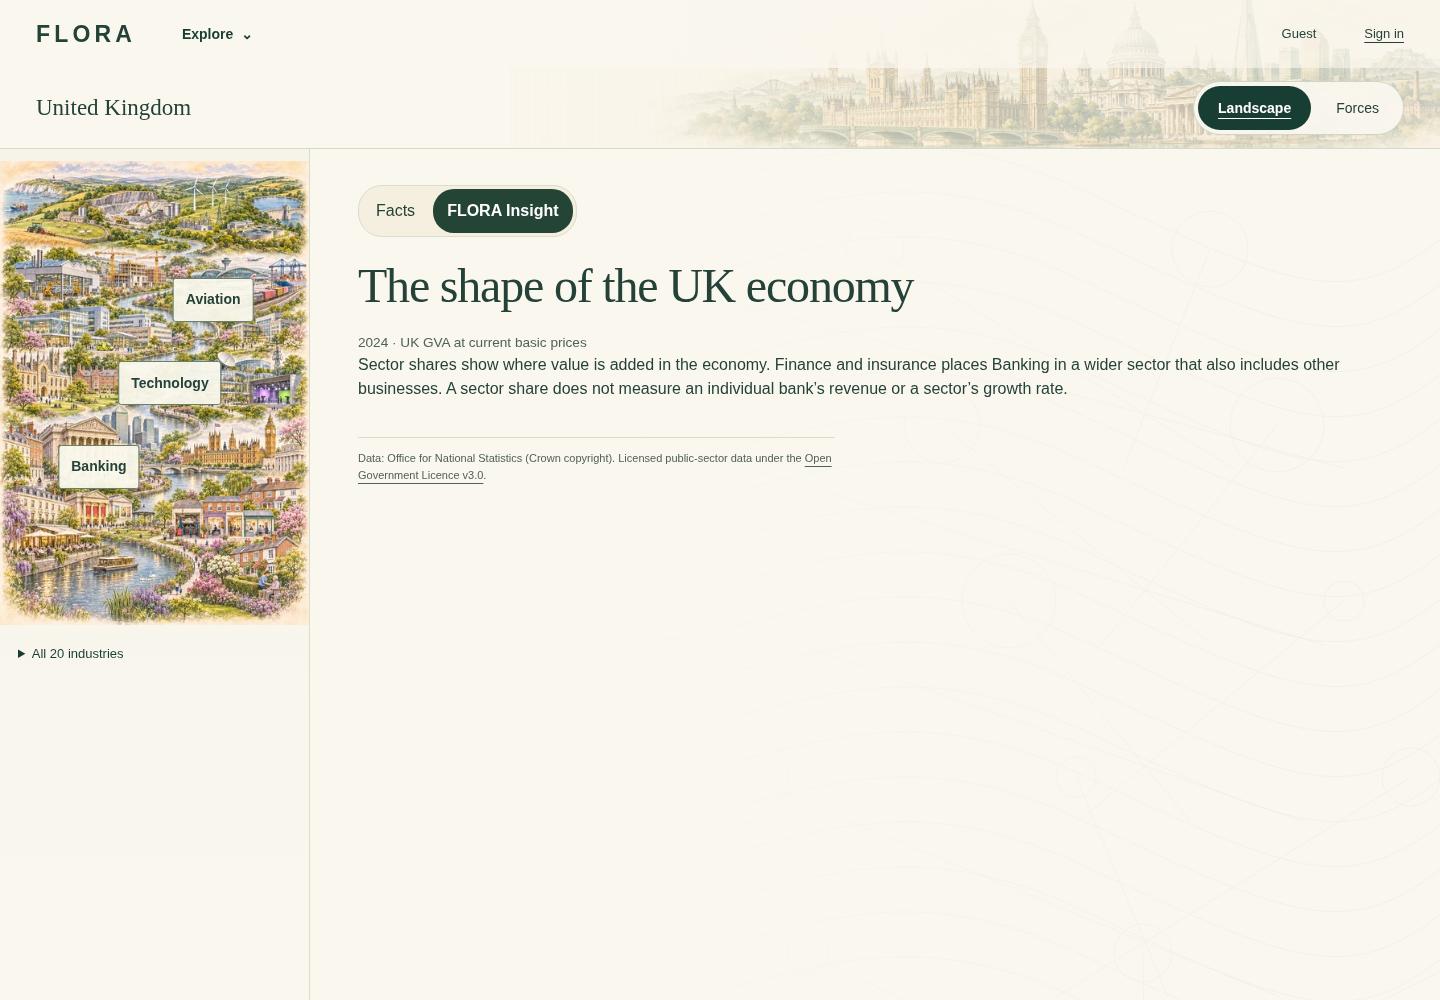 FLORA
Explore
Guest
Sign in
United Kingdom
Landscape
Forces
Aviation
Technology
Banking
All 20 industries
Facts
FLORA Insight
The shape of the UK economy
2024 · UK GVA at current basic prices
Sector shares show where value is added in the economy. Finance and insurance places Banking in a wider sector that also includes other
businesses. A sector share does not measure an individual bank’s revenue or a sector’s growth rate.
Data: Office for National Statistics (Crown copyright). Licensed public-sector data under the Open
Government Licence v3.0.